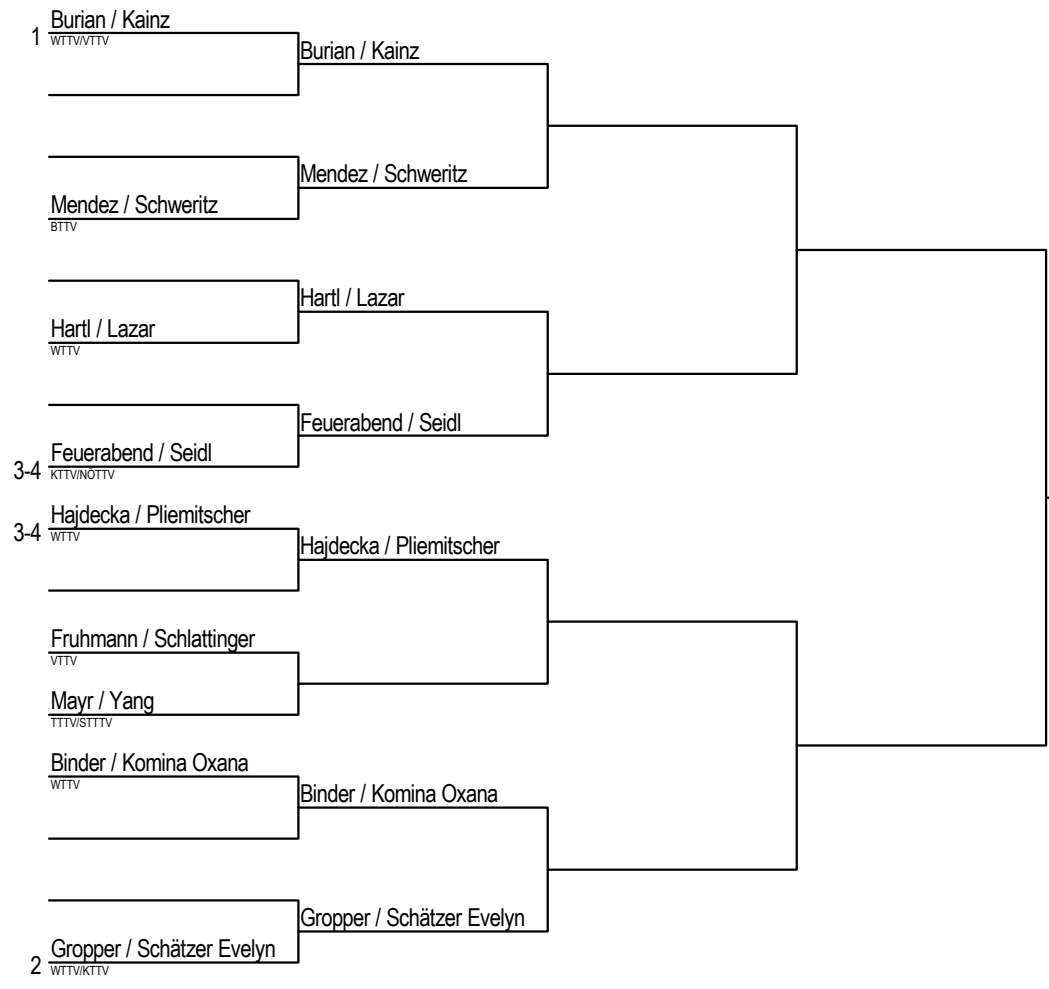 Burian / Kainz
1
WTTV/VTTV
Burian / Kainz
Mendez / Schweritz
Mendez / Schweritz
BTTV
Hartl / Lazar
Hartl / Lazar
WTTV
Feuerabend / Seidl
Feuerabend / Seidl
3-4
KTTV/NÖTTV
Hajdecka / Pliemitscher
3-4
WTTV
Hajdecka / Pliemitscher
Fruhmann / Schlattinger
VTTV
Mayr / Yang
TTTV/STTTV
Binder / Komina Oxana
WTTV
Binder / Komina Oxana
Gropper / Schätzer Evelyn
Gropper / Schätzer Evelyn
2
WTTV/KTTV